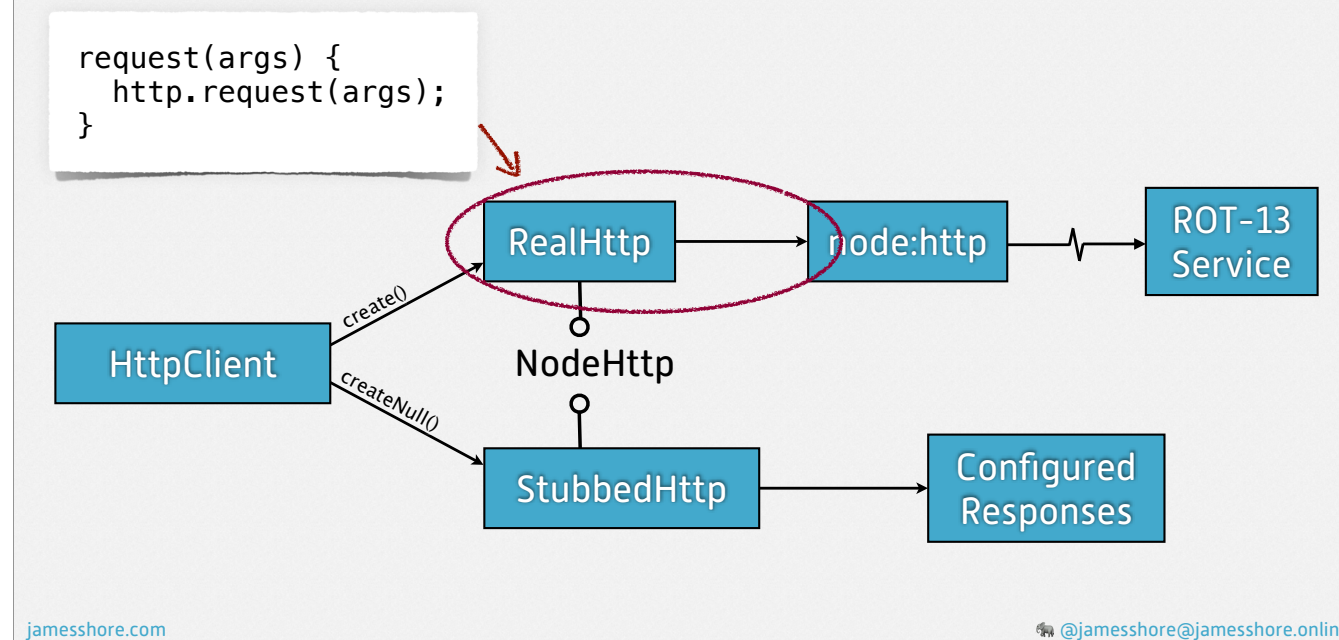 request(args) {
  http.request(args);
}
RealHttp
node:http
ROT-13
Service
create()
HttpClient
NodeHttp
createNull()
StubbedHttp
Configured
Responses
jamesshore.com
@jamesshore@jamesshore.onlin